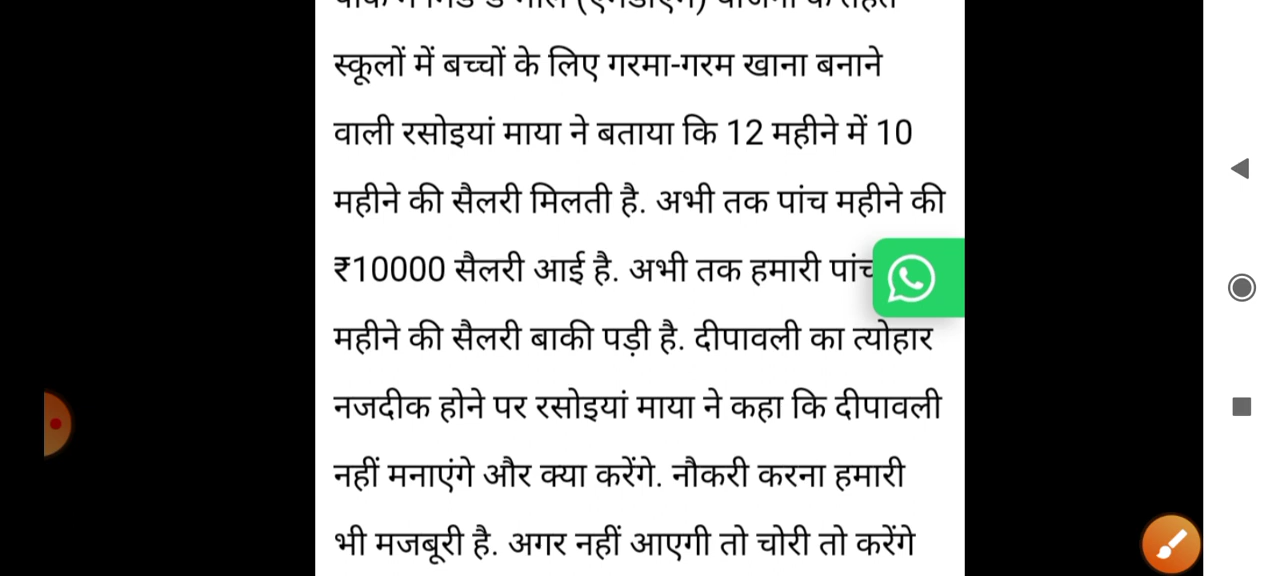 स्कूलों में बच्चों के लिए गरमा-गरम खाना बनाने
वाली रसोइयां माया ने बताया कि 12 महीने में 10
महीने की सैलरी मिलती है. अभी तक पांच महीने की
₹10000 सैलरी आई है. अभी तक हमारी
महीने की सैलरी बाकी पड़ी है. दीपावली का त्योहार
नजदीक होने पर रसोइयां माया ने कहा कि दीपावली
नहीं मनाएंगे और क्या करेंगे. नौकरी करना हमारी
भी मजबूरी है. अगर नहीं आएगी तो चोरी तो करेंगे